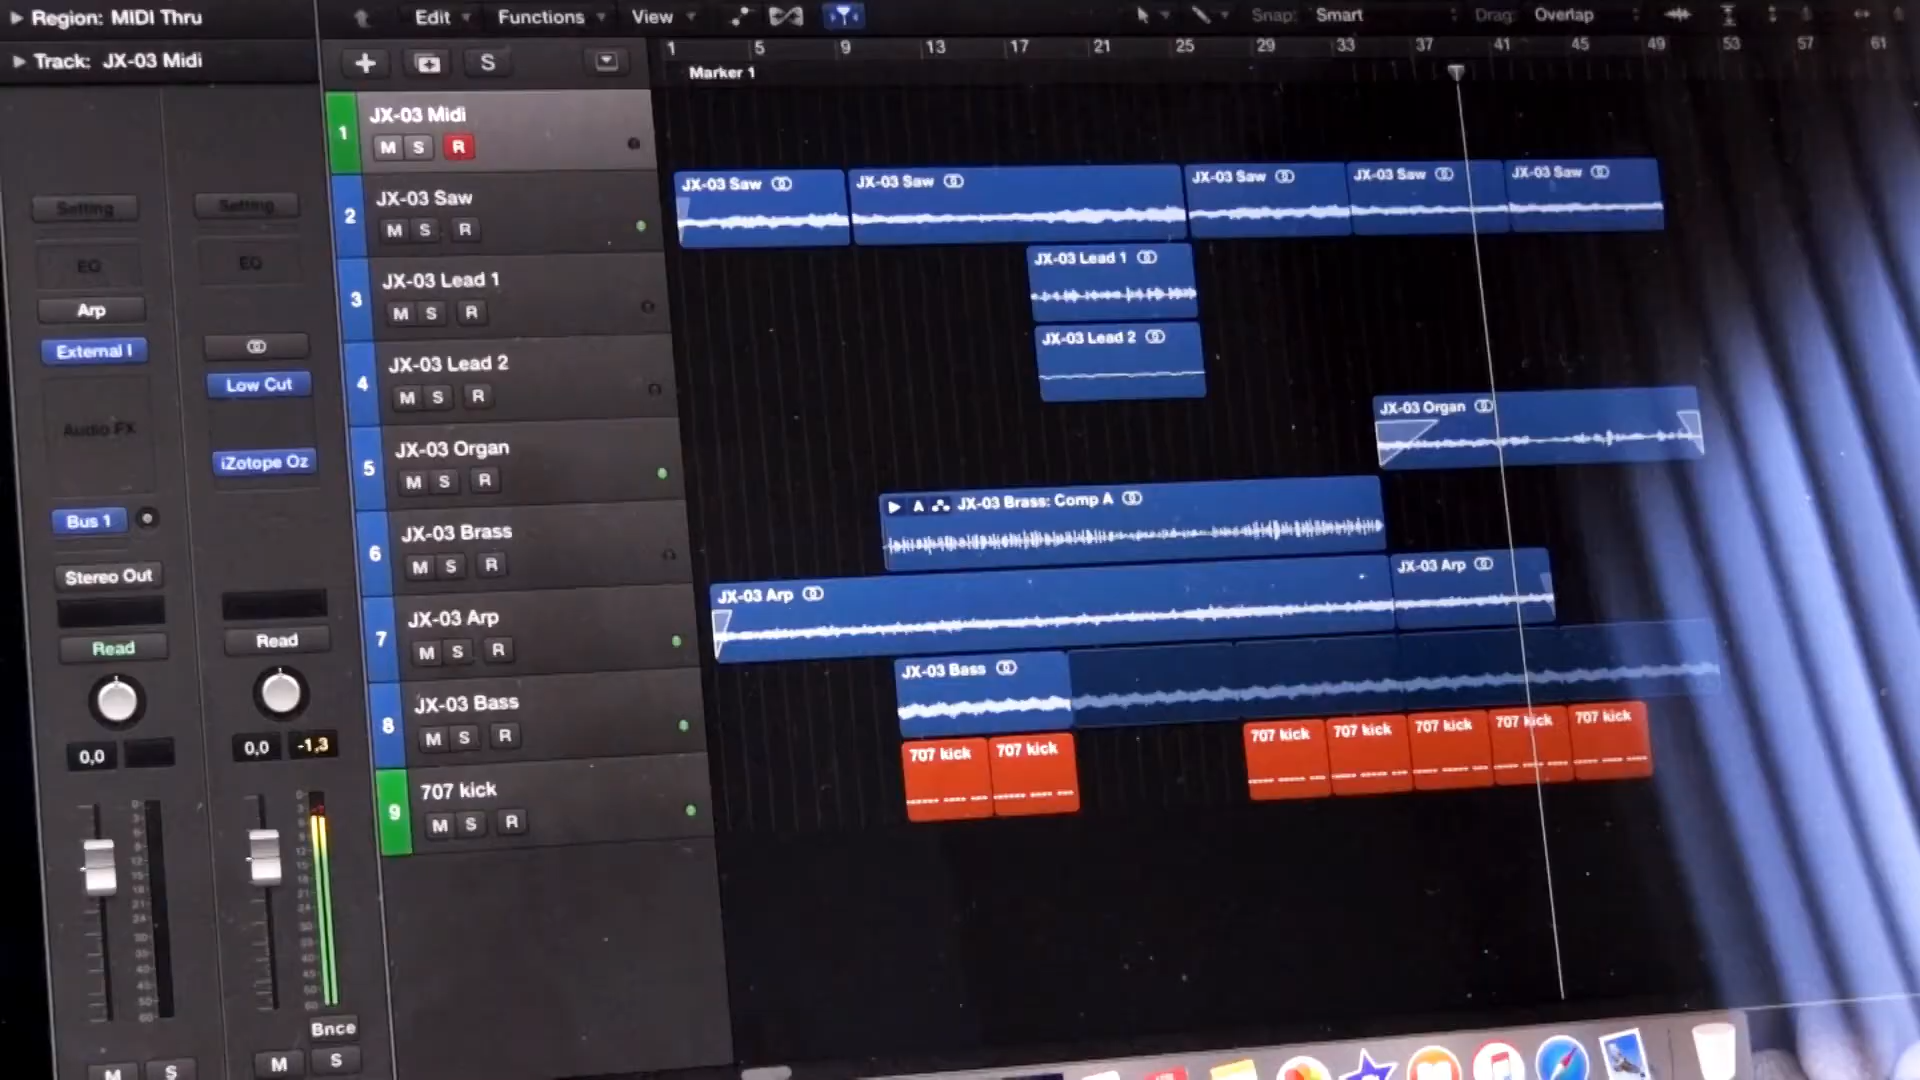 Region: MIDI Thru
Edit Functions View
Snap: Smart Drag: Overlap
Track: JX-03 Midi
S
1 5 9 13 17 21 25 29 33 37 41 45 49 53 57 61
Marker 1
1 JX-03 Midi
M S R
2 JX-03 Saw
M S R
3 JX-03 Lead 1
M S R
4 JX-03 Lead 2
M S R
5 JX-03 Organ
M S R
6 JX-03 Brass
M S R
7 JX-03 Arp
M S R
8 JX-03 Bass
M S R
9 707 kick
M S R
JX-03 Saw JX-03 Saw JX-03 Saw JX-03 Saw JX-03 Saw
JX-03 Lead 1
JX-03 Lead 2
JX-03 Organ
A JX-03 Brass: Comp A
JX-03 Arp JX-03 Arp
JX-03 Bass
707 kick 707 kick 707 kick 707 kick 707 kick 707 kick 707 kick
Setting Setting
EQ EQ
Arp
External I
Low Cut
Audio FX
iZotope Oz
Bus 1
Stereo Out
Read Read
0,0 0,0 -1,3
Bnce
M S M S